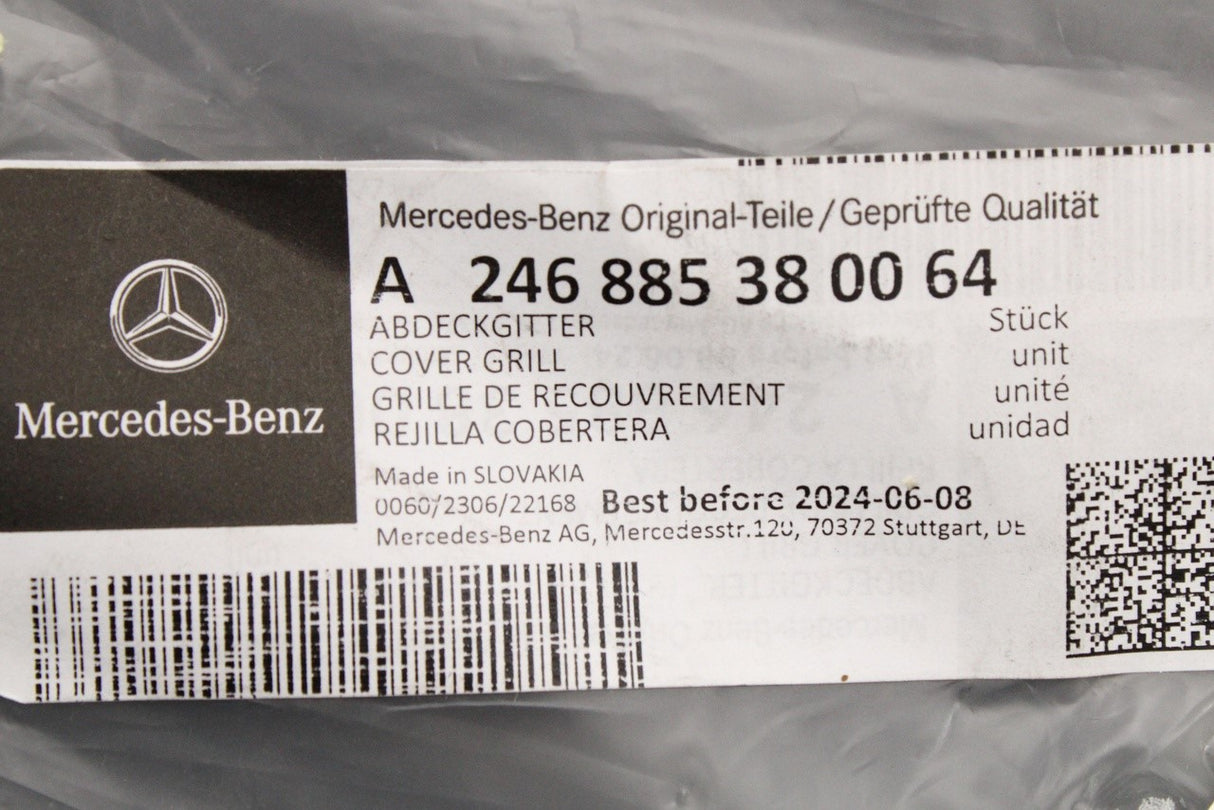 Mercedes-Benz Original-Teile/Geprüfte Qualität
A 246 885 38 00 64
ABDECKGITTER Stück
COVER GRILL unit
GRILLE DE RECOUVREMENT unité
REJILLA COBERTERA unidad
Mercedes-Benz
Made in SLOVAKIA
0060/2306/22168 Best before 2024-06-08
Mercedes-Benz AG, Mercedesstr.120, 70372 Stuttgart, DE